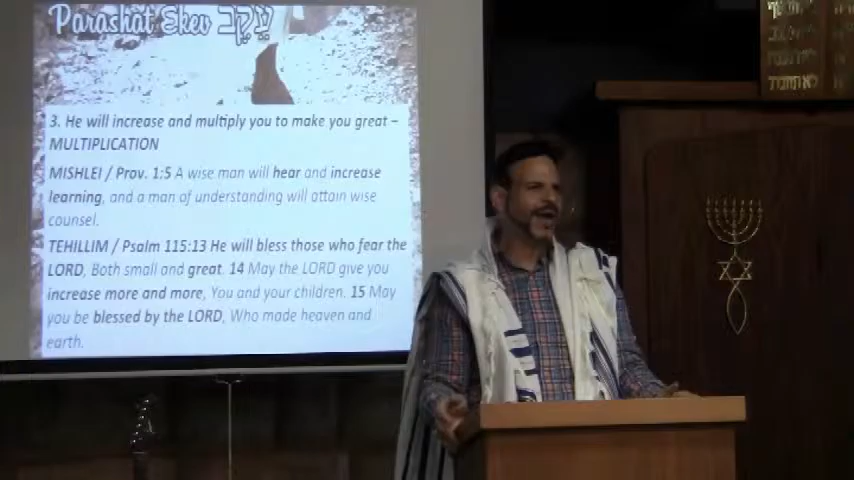 Parashat Ekev עֵקֶב
3. He will increase and multiply you to make you great –
MULTIPLICATION
MISHLEI / Prov. 1:5 A wise man will hear and increase
learning, and a man of understanding will attain wise
counsel.
TEHILLIM / Psalm 115:13 He will bless those who fear the
LORD, Both small and great. 14 May the LORD give you
increase more and more, You and your children. 15 May
you be blessed by the LORD, Who made heaven and
earth.